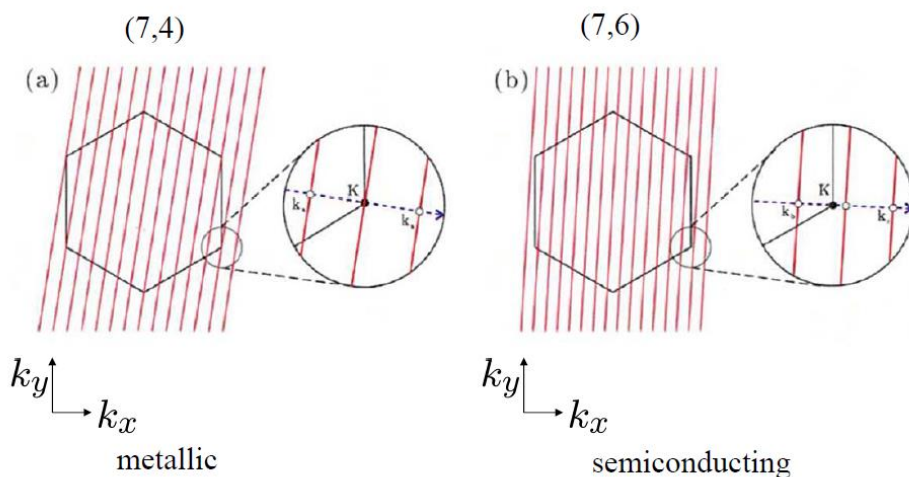 (7,4)
(7,6)
(a)
(b)
K
K
k_y
k_x
k_y
k_x
metallic
semiconducting